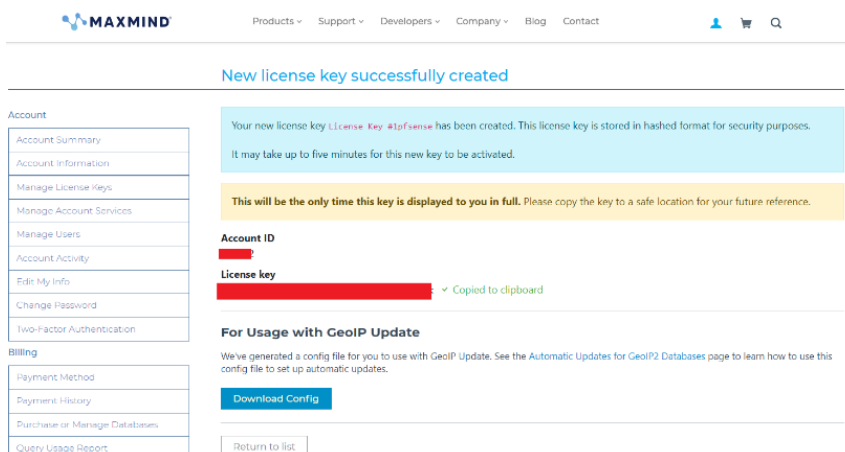 MAXMIND
Products
Support
Developers
Company
Blog
Contact
New license key successfully created
Account
Account Summary
Account Information
Manage License Keys
Manage Account Services
Manage Users
Account Activity
Edit My Info
Change Password
Two-Factor Authentication
Billing
Payment Method
Payment History
Purchase or Manage Databases
Query Usage Report
Your new license key License Key #1pfsense has been created. This license key is stored in hashed format for security purposes.
It may take up to five minutes for this new key to be activated.
This will be the only time this key is displayed to you in full. Please copy the key to a safe location for your future reference.
Account ID
License key
Copied to clipboard
For Usage with GeoIP Update
We've generated a config file for you to use with GeoIP Update. See the Automatic Updates for GeoIP2 Databases page to learn how to use this
config file to set up automatic updates.
Download Config
Return to list